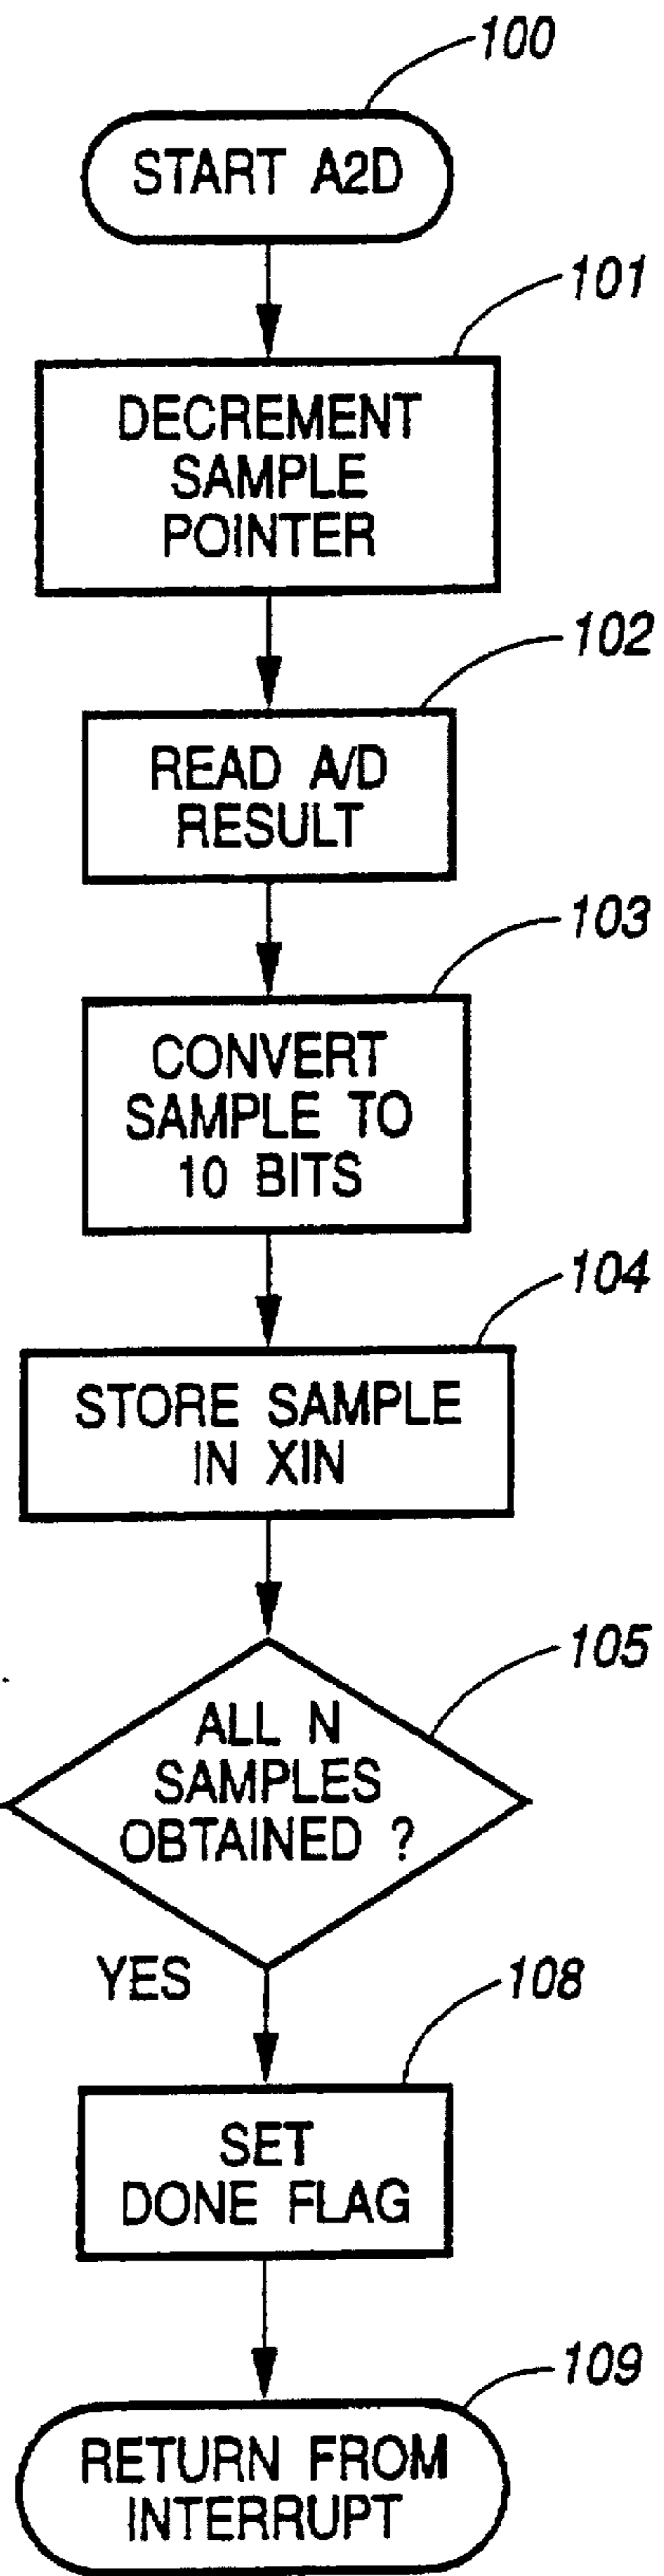 100
START A2D
101
DECREMENT
SAMPLE
POINTER
102
READ A/D
RESULT
103
CONVERT
SAMPLE TO
10 BITS
104
STORE SAMPLE
IN XIN
105
ALL N
SAMPLES
OBTAINED ?
YES
108
SET
DONE FLAG
109
RETURN FROM
INTERRUPT